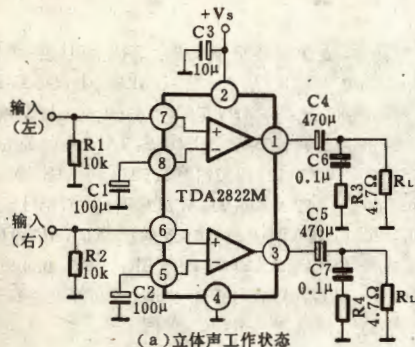 +Vs
C3
10μ
2
输入
(左)
7
+
1
C4
470μ
R1
10k
8
−
C6
0.1μ
R3
4.7Ω
RL
C1
100μ
TDA2822M
输入
(右)
6
+
3
C5
470μ
R2
10k
5
−
C7
0.1μ
R4
4.7Ω
RL
C2
100μ
4
(a)立体声工作状态